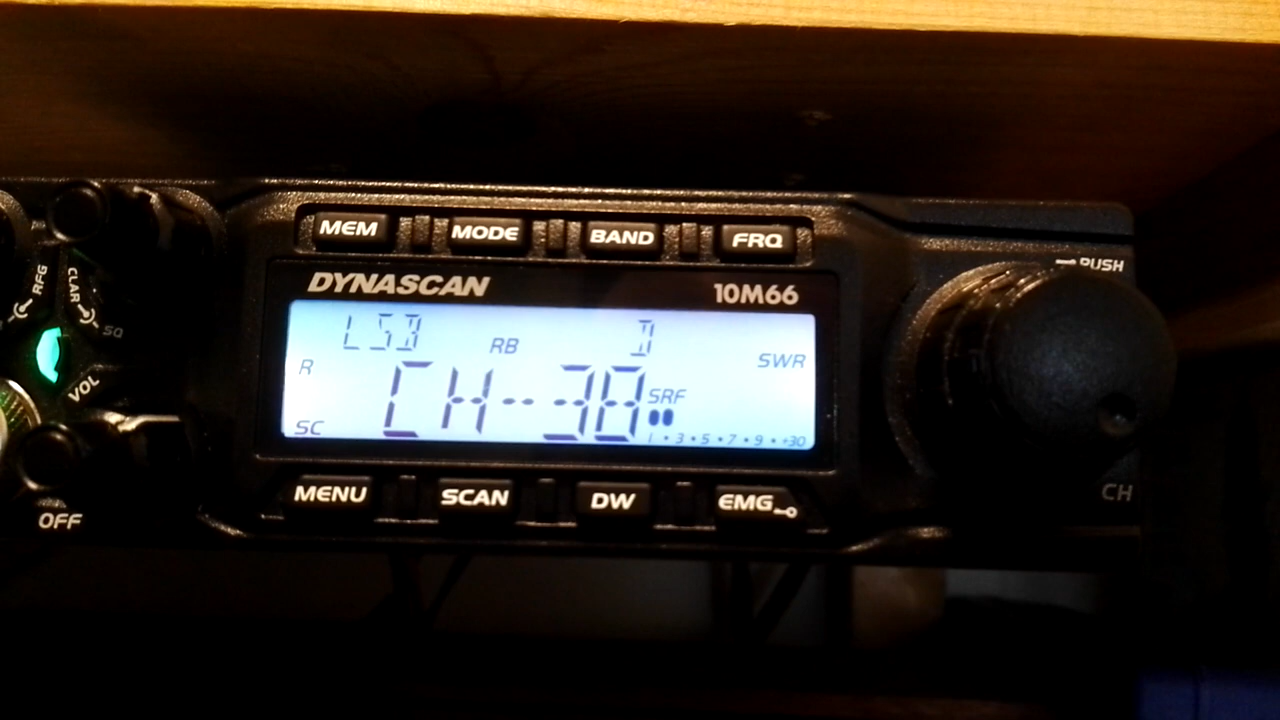 MEM MODE BAND FRQ
PUSH
DYNASCAN 10M66
RFG CLAR SQ
LSB RB D
R SWR
CH--38 SRF
VOL
SC 1 • 3 • 5 • 7 • 9 • +30
MENU SCAN DW EMG
CH
OFF